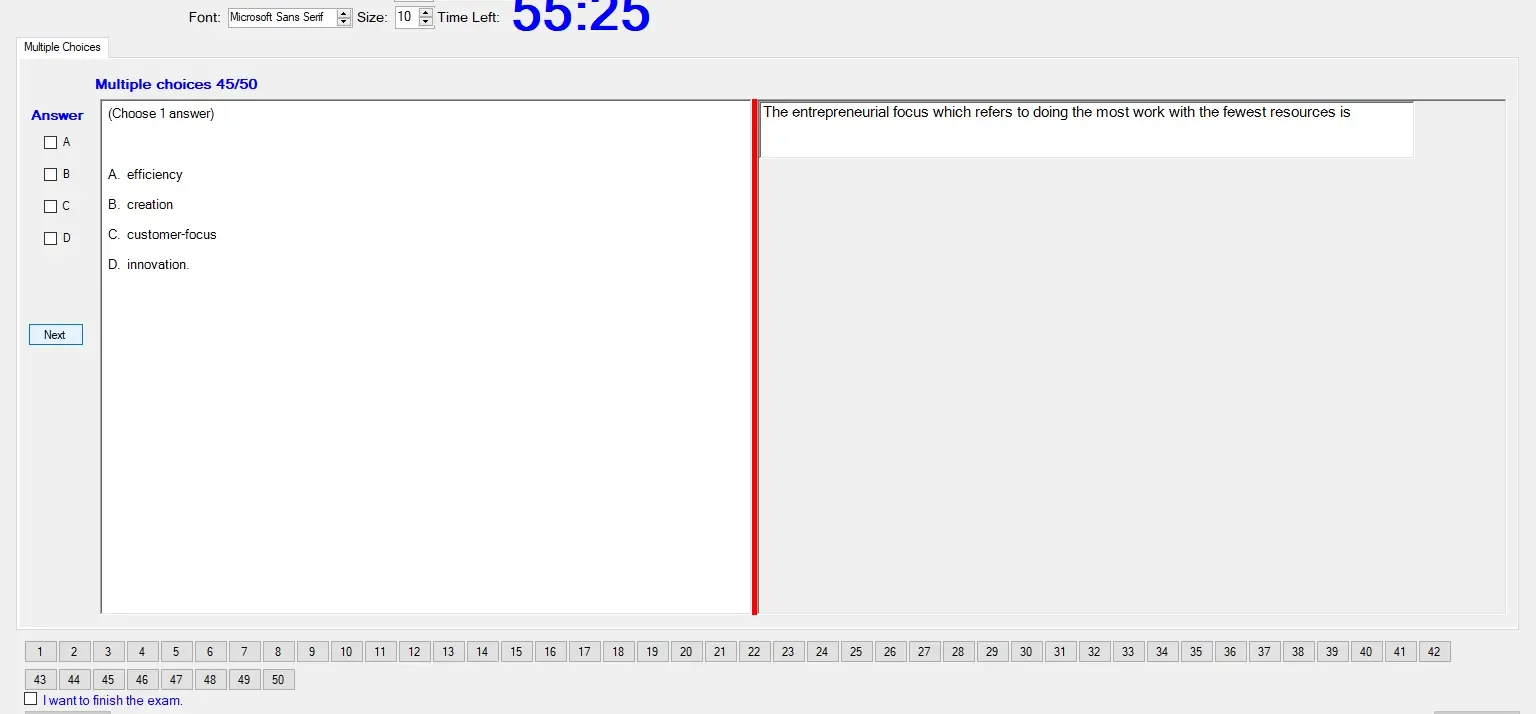 Font: Microsoft Sans Serif Size: 10 Time Left: 55:25
Multiple Choices
Multiple choices 45/50
Answer
A
B
C
D
Next
(Choose 1 answer)
A. efficiency
B. creation
C. customer-focus
D. innovation.
The entrepreneurial focus which refers to doing the most work with the fewest resources is
1 2 3 4 5 6 7 8 9 10 11 12 13 14 15 16 17 18 19 20 21 22 23 24 25 26 27 28 29 30 31 32 33 34 35 36 37 38 39 40 41 42
43 44 45 46 47 48 49 50
I want to finish the exam.